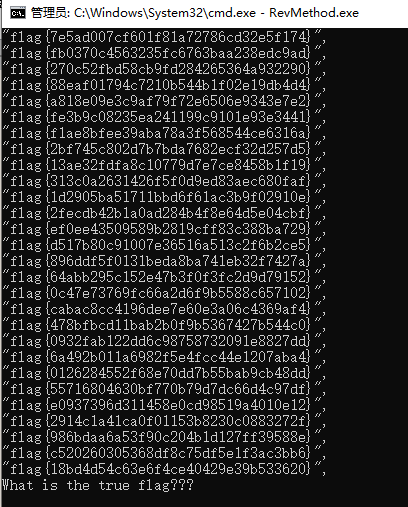 管理员: C:\Windows\System32\cmd.exe - RevMethod.exe
"flag{7e5ad007cf601f81a72786cd32e5f174}",
"flag{fb0370c4563235fc6763baa238edc9ad}",
"flag{270c52fbd58cb9fd284265364a932290}",
"flag{88eaf01794c7210b544b1f02e19db4d4}",
"flag{a818e09e3c9af79f72e6506e9343e7e2}",
"flag{fe3b9c08235ea241199c9101e93e3441}",
"flag{f1ae8bfee39aba78a3f568544ce6316a}",
"flag{2bf745c802d7b7bda7682ecf32d257d5}",
"flag{13ae32fdfa8c10779d7e7ce8458b1f19}",
"flag{313c0a2631426f5f0d9ed83aec680faf}",
"flag{1d2905ba51711bbd6f61ac3b9f02910e}",
"flag{2fecdb42b1a0ad284b4f8e64d5e04cbf}",
"flag{ef0ee43509589b2819cff83c388ba729}",
"flag{d517b80c91007e36516a513c2f6b2ce5}",
"flag{896ddf5f0131beda8ba741eb32f7427a}",
"flag{64abb295c152e47b3f0f3fc2d9d79152}",
"flag{0c47e73769fc66a2d6f9b5588c657102}",
"flag{cabac8cc4196dee7e60e3a06c4369af4}",
"flag{478bfbcd11bab2b0f9b5367427b544c0}",
"flag{0932fab122dd6c98758732091e8827dd}",
"flag{6a492b011a6982f5e4fcc44e1207aba4}",
"flag{0126284552f68e70dd7b55bab9cb48dd}",
"flag{55716804630bf770b79d7dc66d4c97df}",
"flag{e0937396d311458e0cd98519a4010e12}",
"flag{2914c1a41ca0f01153b8230c0883272f}",
"flag{986bdaa6a53f90c204b1d127ff39588e}",
"flag{c520260305368df8c75df5e1f3ac3bb6}",
"flag{18bd4d54c63e6f4ce40429e39b533620}",
What is the true flag???